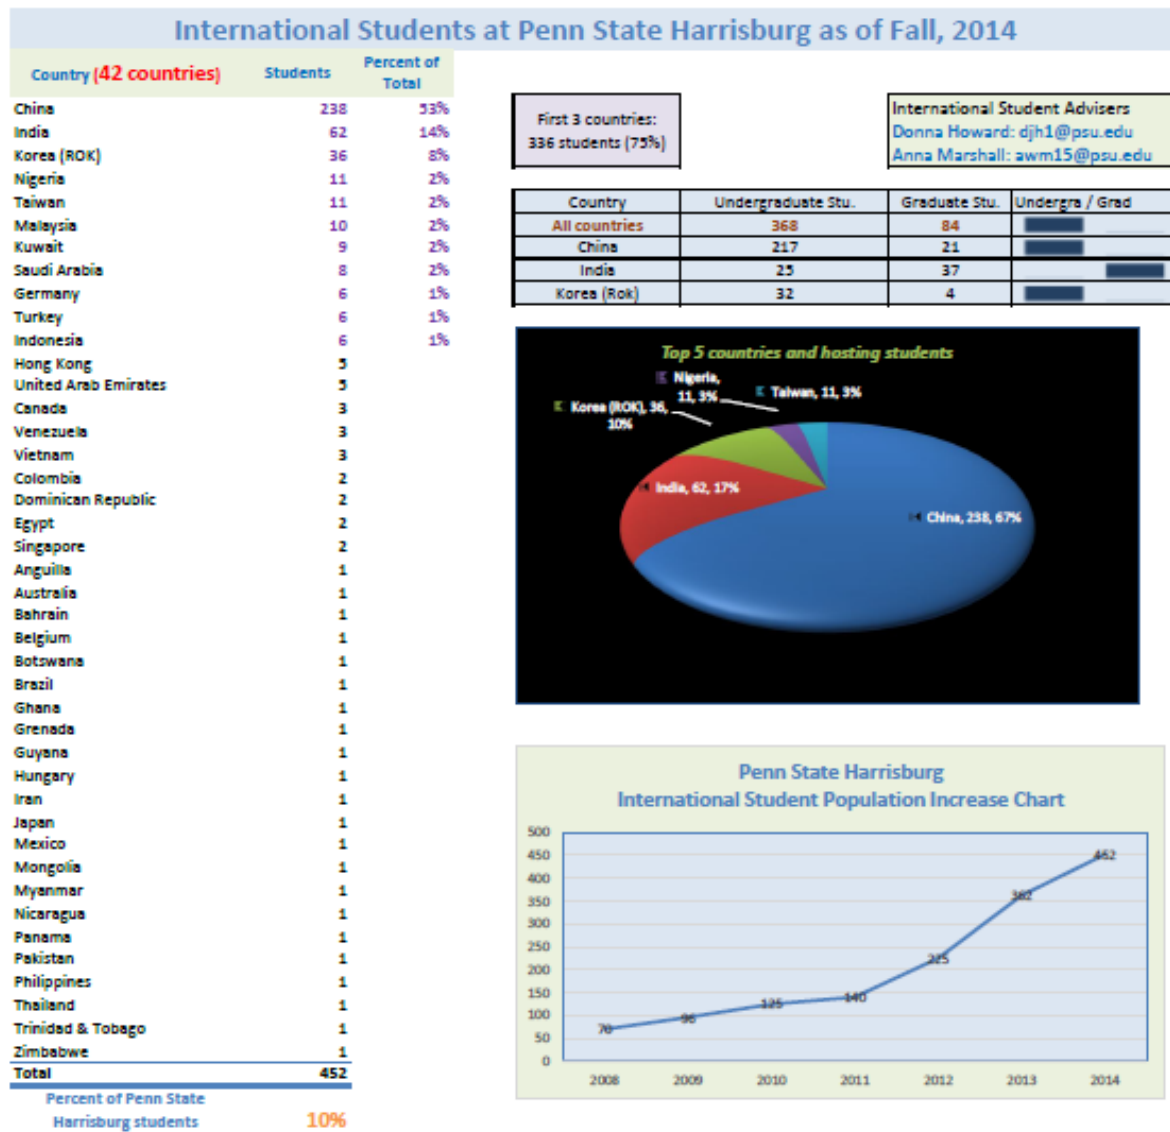 International Students at Penn State Harrisburg as of Fall, 2014
Country (42 countries) Students Percent of Total
China 238 53%
India 62 14%
Korea (ROK) 36 8%
Nigeria 11 2%
Taiwan 11 2%
Malaysia 10 2%
Kuwait 9 2%
Saudi Arabia 8 2%
Germany 6 1%
Turkey 6 1%
Indonesia 6 1%
Hong Kong 5
United Arab Emirates 5
Canada 3
Venezuela 3
Vietnam 3
Colombia 2
Dominican Republic 2
Egypt 2
Singapore 2
Anguilla 1
Australia 1
Bahrain 1
Belgium 1
Botswana 1
Brazil 1
Ghana 1
Grenada 1
Guyana 1
Hungary 1
Iran 1
Japan 1
Mexico 1
Mongolia 1
Myanmar 1
Nicaragua 1
Panama 1
Pakistan 1
Philippines 1
Thailand 1
Trinidad & Tobago 1
Zimbabwe 1
Total 452
Percent of Penn State
Harrisburg students 10%
First 3 countries:
336 students (75%)
International Student Advisers
Donna Howard: djh1@psu.edu
Anna Marshall: awm15@psu.edu
Country Undergraduate Stu. Graduate Stu. Undergra / Grad
All countries 368 84
China 217 21
India 25 37
Korea (Rok) 32 4
Top 5 countries and hosting students
Nigeria,
11, 3%
Taiwan, 11, 3%
Korea (ROK), 36,
10%
India, 62, 17%
China, 238, 67%
Penn State Harrisburg
International Student Population Increase Chart
500
450
400
350
300
250
200
150
100
50
0
70
96
125
140
225
362
452
2008 2009 2010 2011 2012 2013 2014